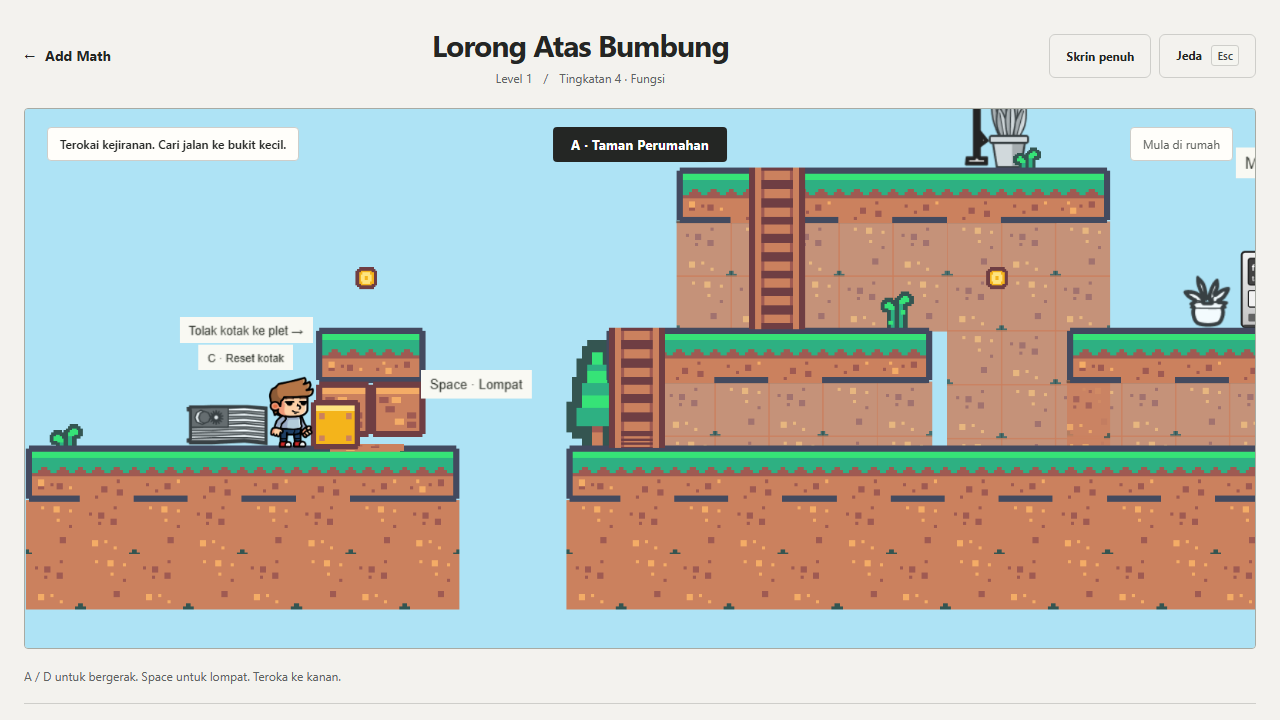 ← Add Math
Lorong Atas Bumbung
Level 1 / Tingkatan 4 · Fungsi
Skrin penuh
Jeda Esc
Terokai kejiranan. Cari jalan ke bukit kecil.
A · Taman Perumahan
Mula di rumah
Tolak kotak ke plet →
C · Reset kotak
Space · Lompat
A / D untuk bergerak. Space untuk lompat. Teroka ke kanan.